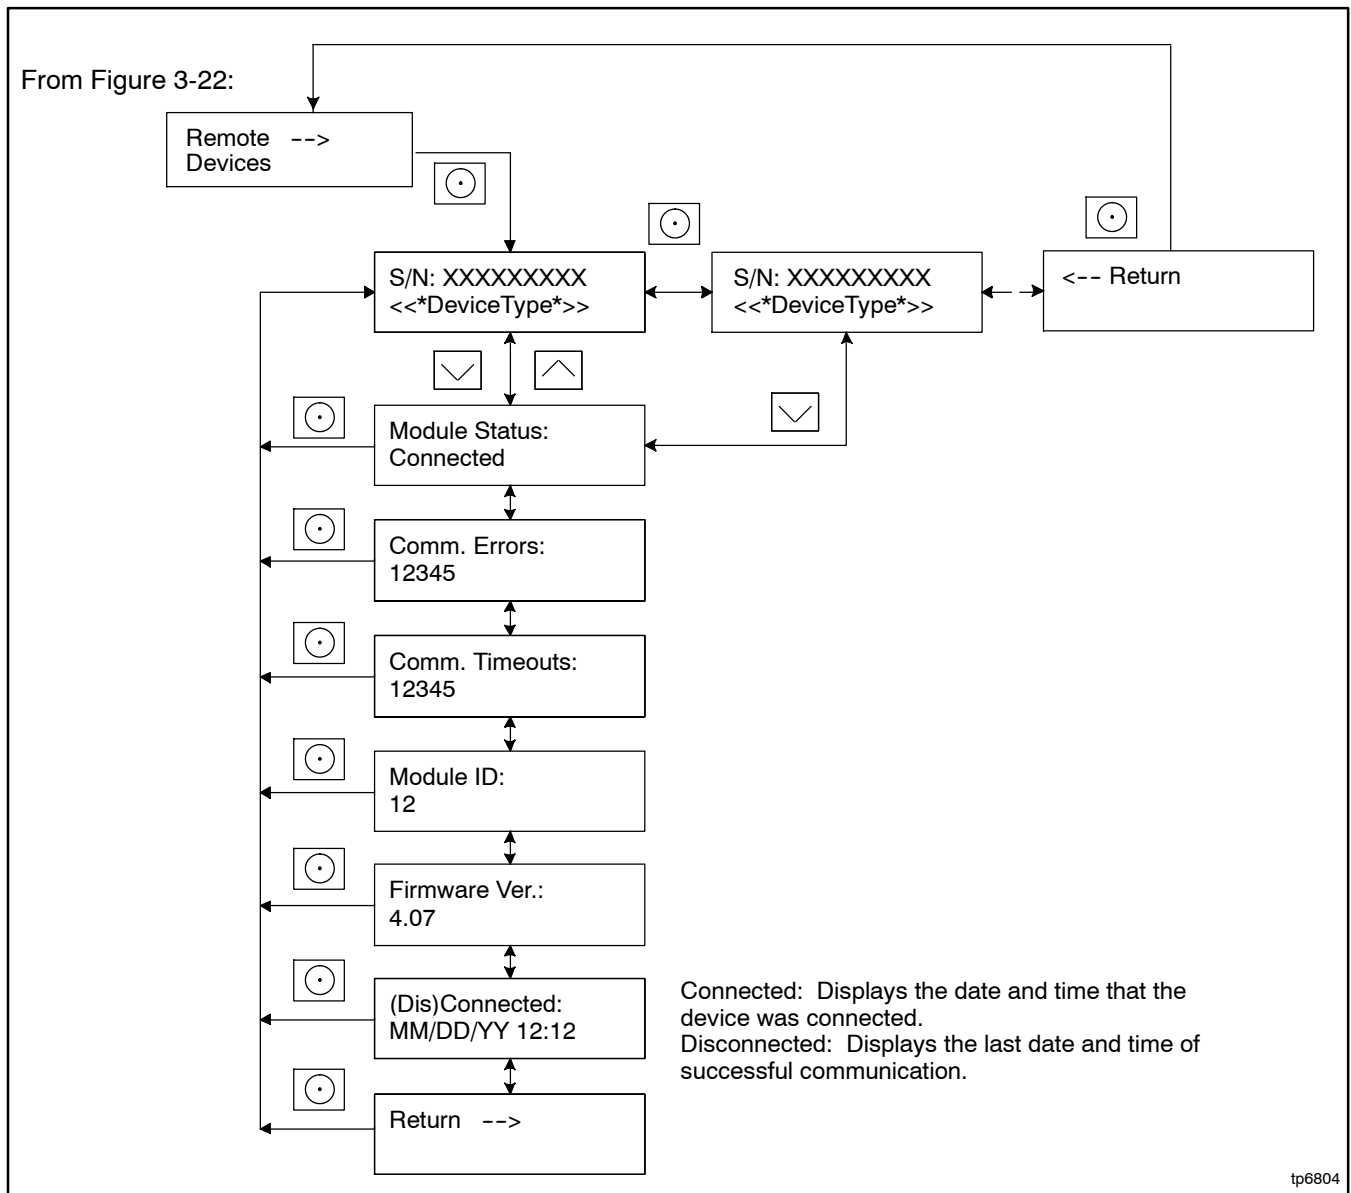 From Figure 3-22:
Remote -->
Devices
S/N: XXXXXXXXX
<<*DeviceType*>>
S/N: XXXXXXXXX
<<*DeviceType*>>
<-- Return
Module Status:
Connected
Comm. Errors:
12345
Comm. Timeouts:
12345
Module ID:
12
Firmware Ver.:
4.07
(Dis)Connected:
MM/DD/YY 12:12
Connected: Displays the date and time that the
device was connected.
Disconnected: Displays the last date and time of
successful communication.
Return -->
tp6804